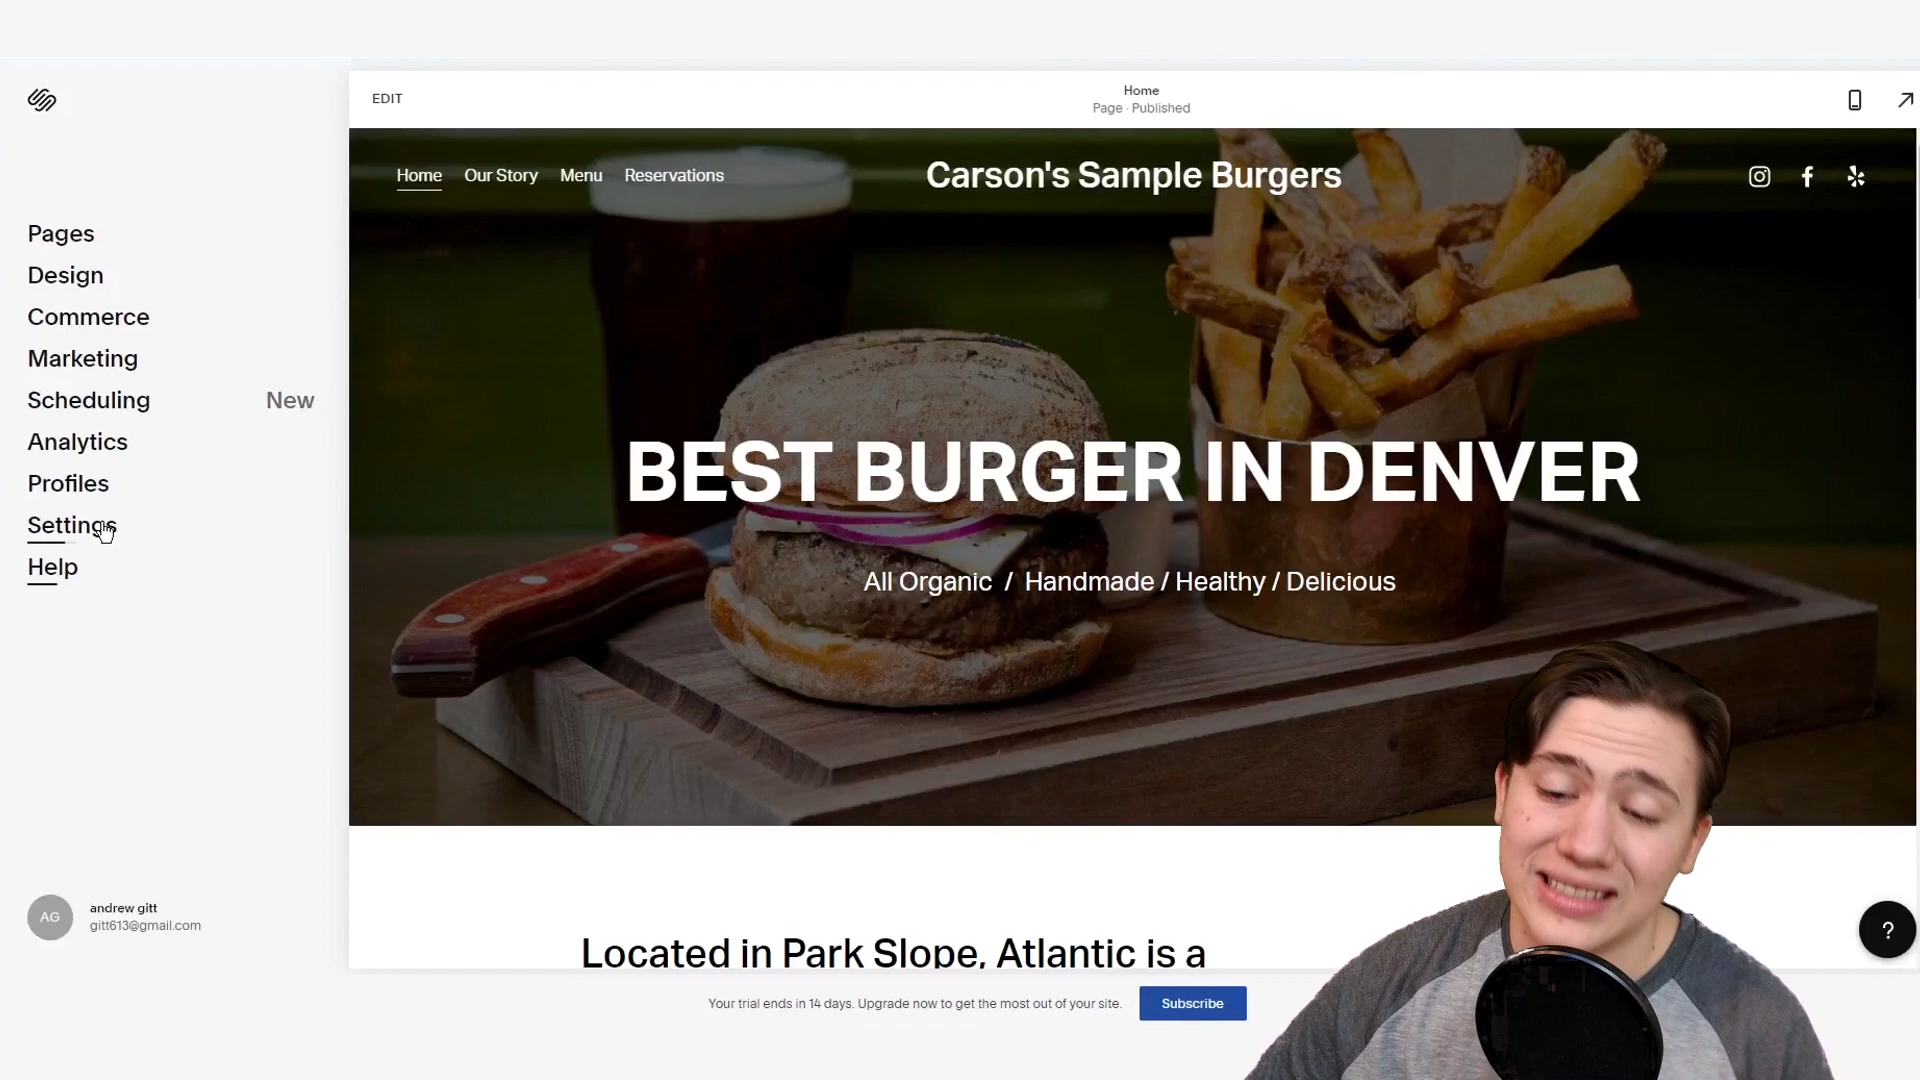 EDIT
Home
Page · Published
Home Our Story Menu Reservations
Carson's Sample Burgers
Pages
Design
Commerce
Marketing
Scheduling New
Analytics
Profiles
Settings
Help
BEST BURGER IN DENVER
All Organic / Handmade / Healthy / Delicious
Located in Park Slope, Atlantic is a
AG
andrew gitt
gitt613@gmail.com
?
Your trial ends in 14 days. Upgrade now to get the most out of your site.
Subscribe